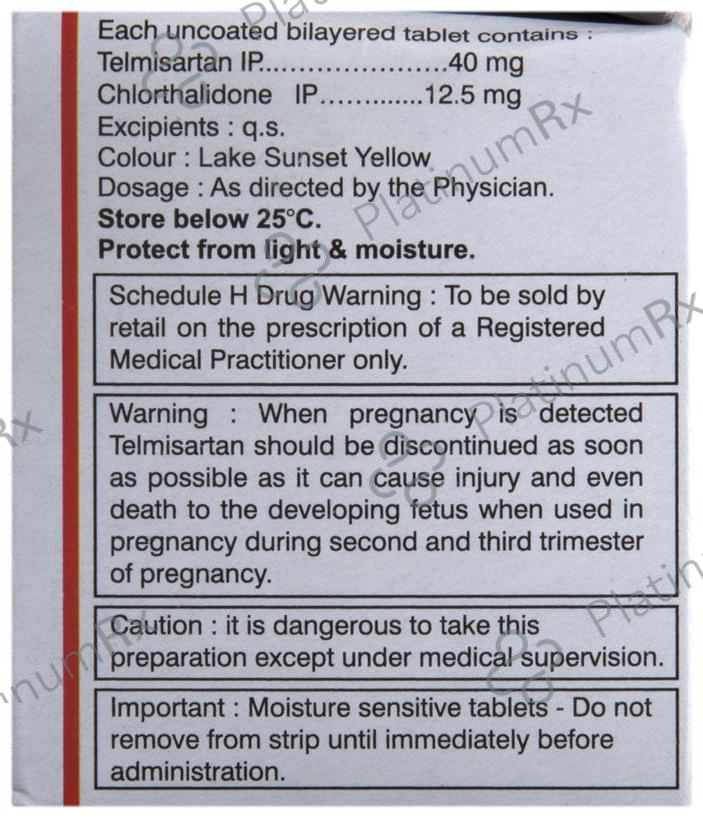 Each uncoated bilayered tablet contains :
Telmisartan IP.......................40 mg
Chlorthalidone IP............12.5 mg
Excipients : q.s.
Colour : Lake Sunset Yellow
Dosage : As directed by the Physician.
Store below 25°C.
Protect from light & moisture.
Schedule H Drug Warning : To be sold by
retail on the prescription of a Registered
Medical Practitioner only.
Warning : When pregnancy is detected
Telmisartan should be discontinued as soon
as possible as it can cause injury and even
death to the developing fetus when used in
pregnancy during second and third trimester
of pregnancy.
Caution : it is dangerous to take this
preparation except under medical supervision.
Important : Moisture sensitive tablets - Do not
remove from strip until immediately before
administration.
PlatinumRx
PlatinumRx